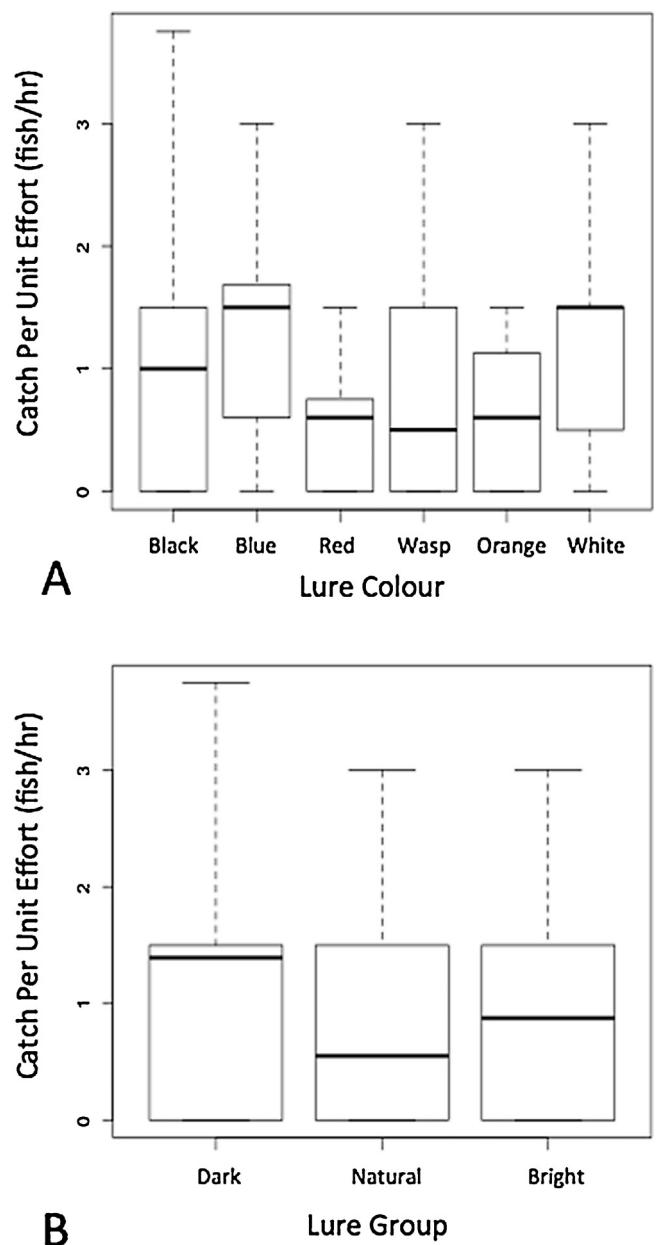 Catch Per Unit Effort (fish/hr)
3
2
1
0
Black Blue Red Wasp Orange White
A Lure Colour
Catch Per Unit Effort (fish/hr)
3
2
1
0
Dark Natural Bright
B Lure Group